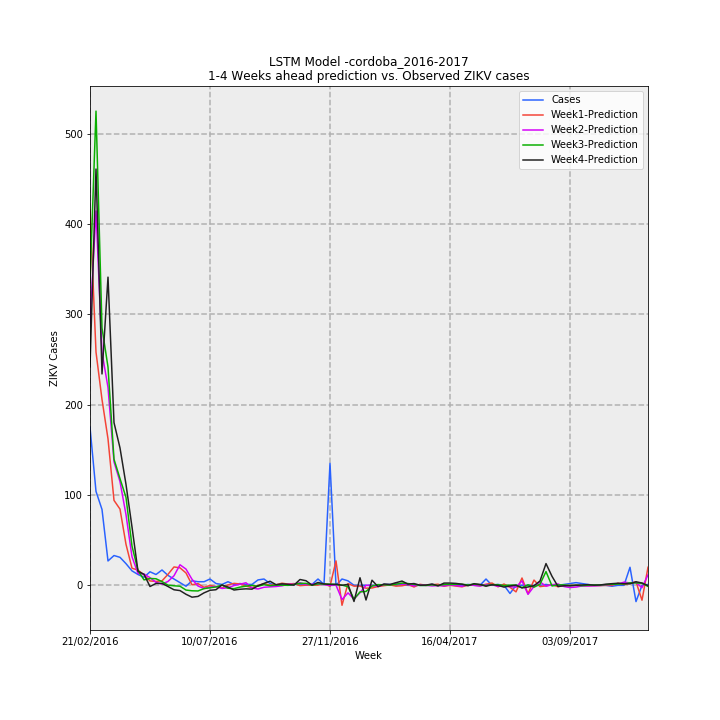 LSTM Model -cordoba_2016-2017
1-4 Weeks ahead prediction vs. Observed ZIKV cases
Cases
Week1-Prediction
Week2-Prediction
Week3-Prediction
Week4-Prediction
ZIKV Cases
500
400
300
200
100
0
21/02/2016
10/07/2016
27/11/2016
16/04/2017
03/09/2017
Week